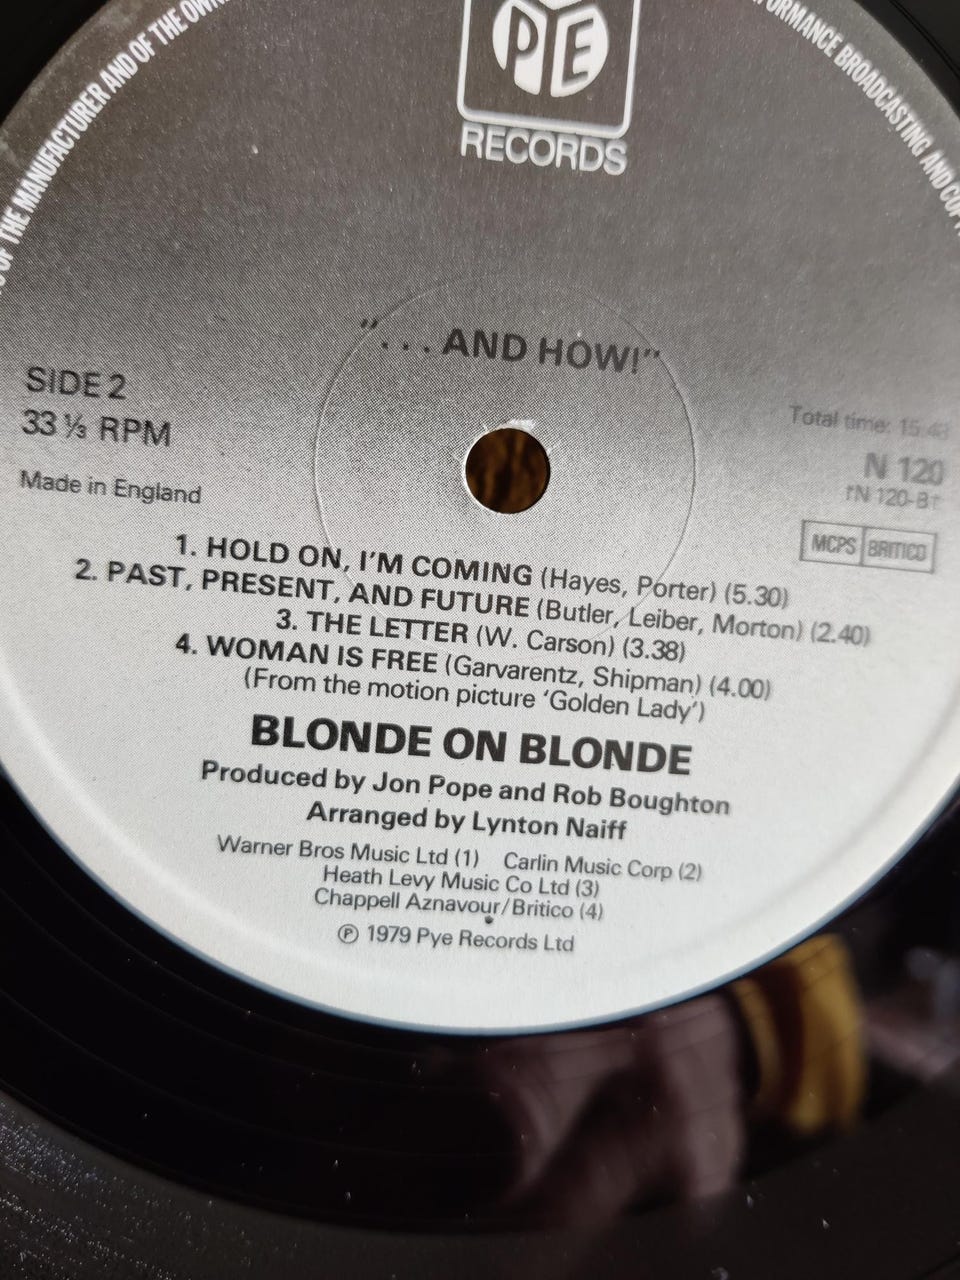 OF THE MANUFACTURER AND OF THE OWN
FORMANCE BROADCASTING AND
PYE
RECORDS
"...AND HOW!"
SIDE 2
33 ⅓ RPM
Made in England
Total time:
N 120
MCPS BRITICO
1. HOLD ON, I'M COMING (Hayes, Porter) (5.30)
2. PAST, PRESENT, AND FUTURE (Butler, Leiber, Morton) (2.40)
3. THE LETTER (W. Carson) (3.38)
4. WOMAN IS FREE (Garvarentz, Shipman) (4.00)
(From the motion picture 'Golden Lady')
BLONDE ON BLONDE
Produced by Jon Pope and Rob Boughton
Arranged by Lynton Naiff
Warner Bros Music Ltd (1) Carlin Music Corp (2)
Heath Levy Music Co Ltd (3)
Chappell Aznavour/Britico (4)
℗ 1979 Pye Records Ltd